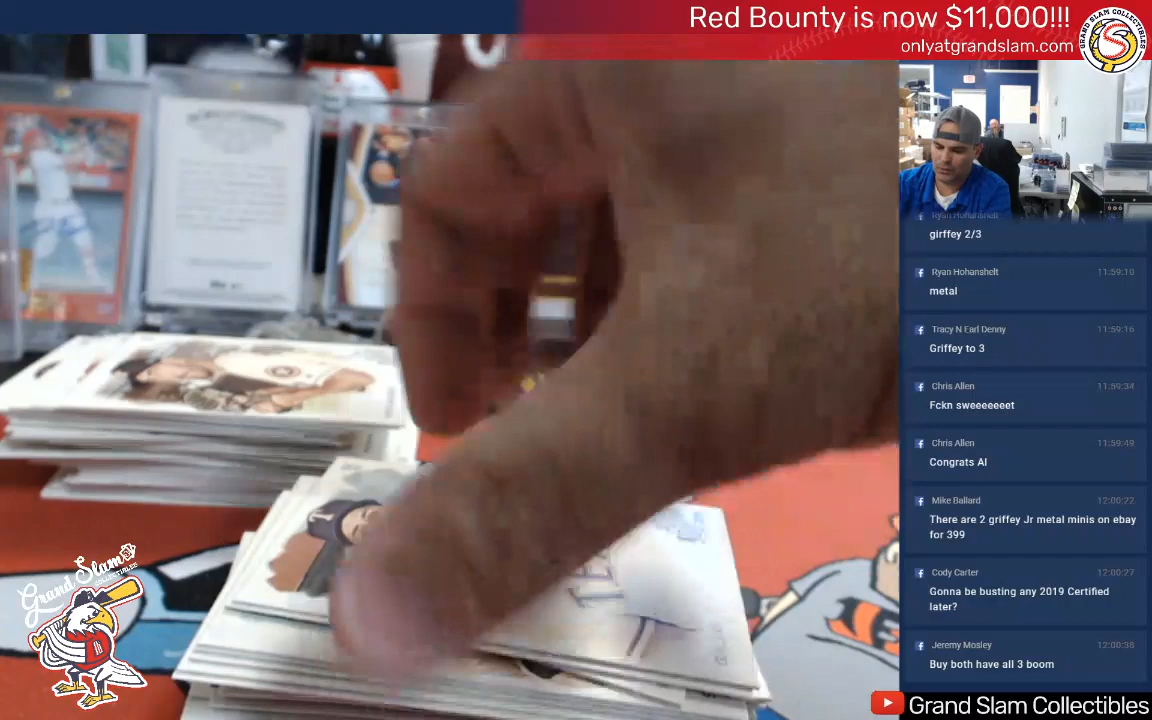 Red Bounty is now $11,000!!!
onlyatgrandslam.com
GRAND SLAM COLLECTIBLES
Ryan Hohanshelt
girffey 2/3
Ryan Hohanshelt 11:59:10
metal
Tracy N Earl Denny 11:59:16
Griffey to 3
Chris Allen 11:59:34
Fckn sweeeeeeet
Chris Allen 11:59:49
Congrats Al
Mike Ballard 12:00:22
There are 2 griffey Jr metal minis on ebay
for 399
Cody Carter 12:00:27
Gonna be busting any 2019 Certified
later?
Jeremy Mosley 12:00:38
Buy both have all 3 boom
Grand Slam
COLLECTIBLES
Grand Slam Collectibles